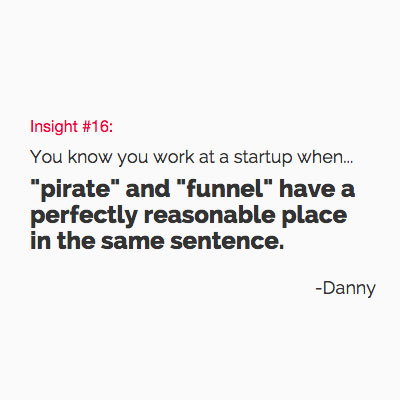 Insight #16:
You know you work at a startup when...
"pirate" and "funnel" have a
perfectly reasonable place
in the same sentence.
-Danny